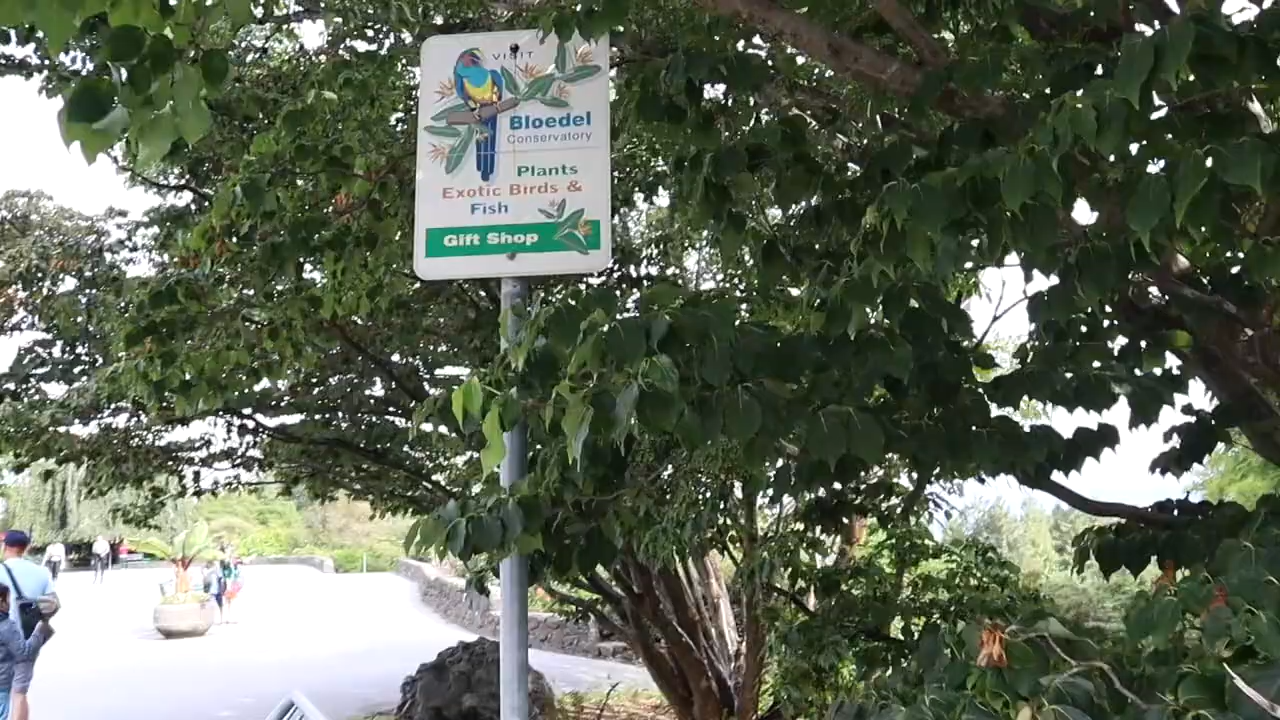 VISIT
Bloedel
Conservatory
Plants
Exotic Birds &
Fish
Gift Shop